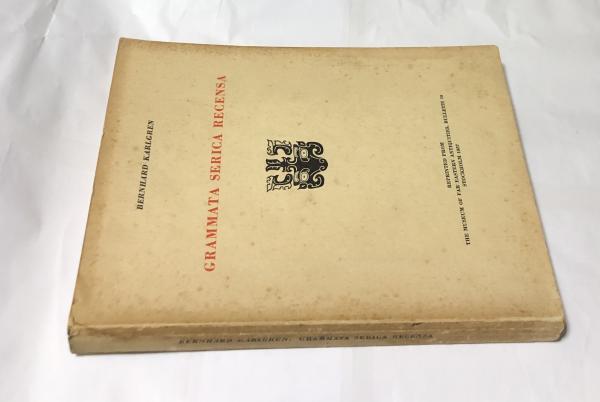 BERNHARD KARLGREN
GRAMMATA SERICA RECENSA
REPRINTED FROM
THE MUSEUM OF FAR EASTERN ANTIQUITIES, BULLETIN 29
STOCKHOLM 1957
BERNHARD KARLGREN: GRAMMATA SERICA RECENSA